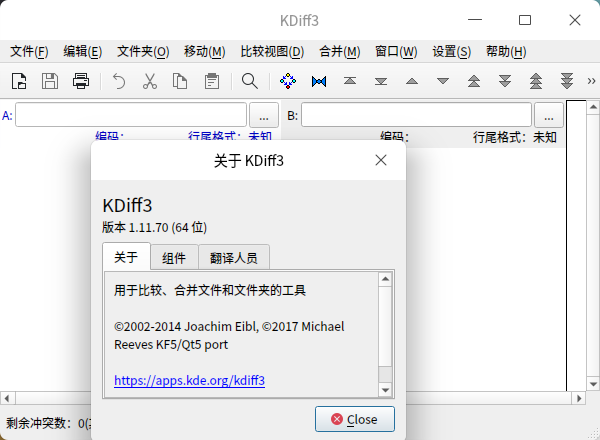 KDiff3
文件(F) 编辑(E) 文件夹(O) 移动(M) 比较视图(D) 合并(M) 窗口(W) 设置(S) 帮助(H)
A: ... B: ...
编码: 行尾格式: 未知 编码: 行尾格式: 未知
关于 KDiff3
KDiff3
版本 1.11.70 (64 位)
关于 组件 翻译人员
用于比较、合并文件和文件夹的工具
©2002-2014 Joachim Eibl, ©2017 Michael
Reeves KF5/Qt5 port
https://apps.kde.org/kdiff3
Close
剩余冲突数: 0(